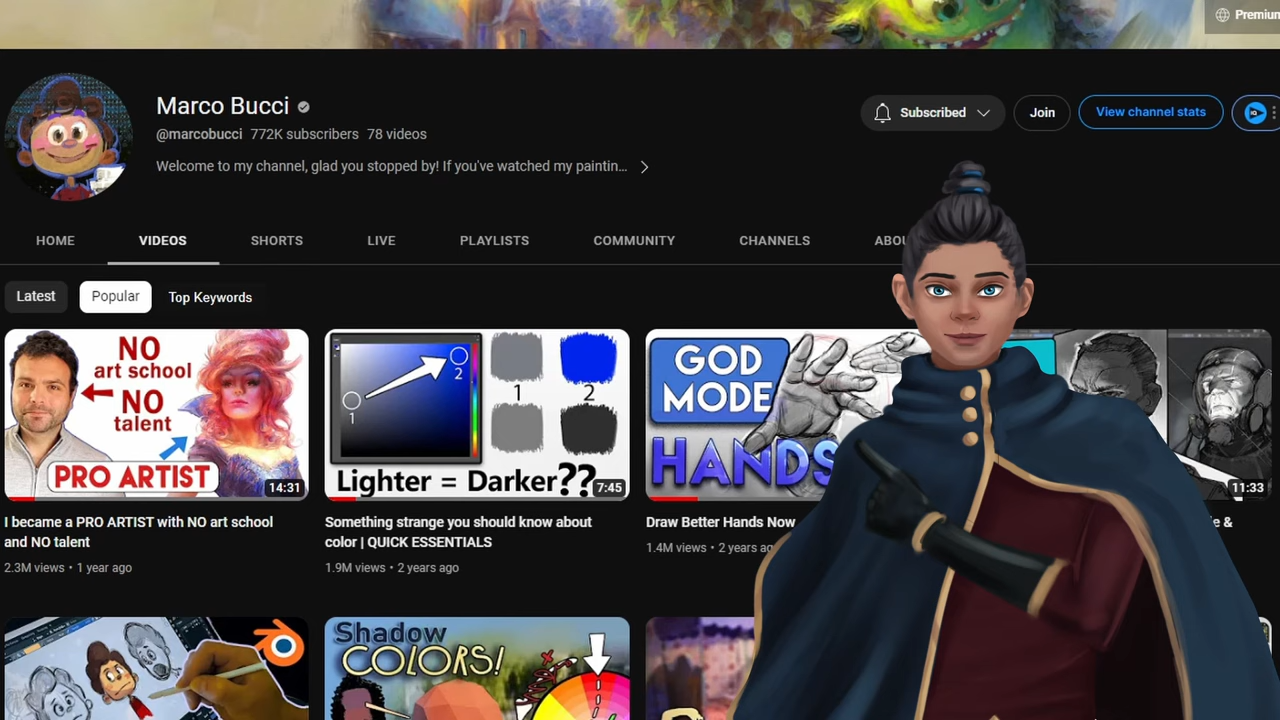 Premium
Marco Bucci
@marcobucci 772K subscribers 78 videos
Welcome to my channel, glad you stopped by! If you've watched my paintin...
Subscribed
Join
View channel stats
HOME
VIDEOS
SHORTS
LIVE
PLAYLISTS
COMMUNITY
CHANNELS
ABOU
Latest
Popular
Top Keywords
NO
art school
NO
talent
PRO ARTIST
14:31
1
2
1
2
Lighter = Darker??
7:45
GOD
MODE
HANDS
11:33
I became a PRO ARTIST with NO art school
and NO talent
2.3M views • 1 year ago
Something strange you should know about
color | QUICK ESSENTIALS
1.9M views • 2 years ago
Draw Better Hands Now
1.4M views • 2 years ag
&
Shadow
COLORS!